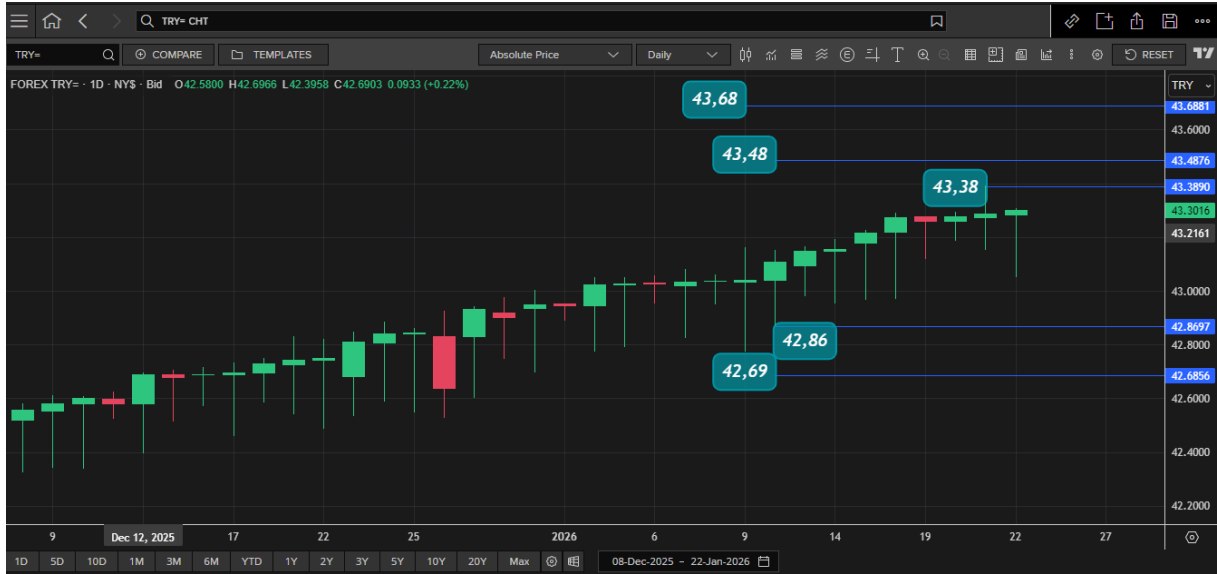 TRY= CHT
TRY=
COMPARE
TEMPLATES
Absolute Price
Daily
RESET
FOREX TRY= · 1D · NY$ · Bid O42.5800 H42.6966 L42.3958 C42.6903 0.0933 (+0.22%)
TRY
43,68
43.6881
43.6000
43,48
43.4876
43,38
43.3890
43.3016
43.2161
43.0000
42.8697
42,86
42.8000
42,69
42.6856
42.6000
42.4000
42.2000
9 Dec 12, 2025 17 22 25 2026 6 9 14 19 22 27
1D 5D 10D 1M 3M 6M YTD 1Y 2Y 3Y 5Y 10Y 20Y Max 08-Dec-2025 - 22-Jan-2026